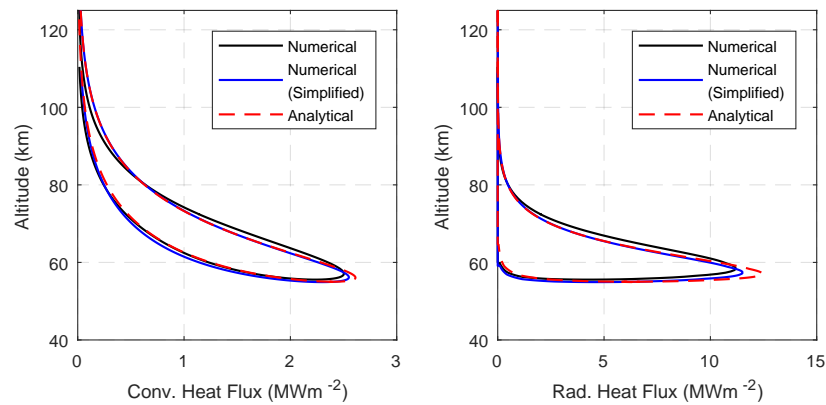 120
100
80
60
40
0
1
2
3
Altitude (km)
Conv. Heat Flux (MWm⁻²)
Numerical
Numerical
(Simplified)
Analytical
120
100
80
60
40
0
5
10
15
Altitude (km)
Rad. Heat Flux (MWm⁻²)
Numerical
Numerical
(Simplified)
Analytical